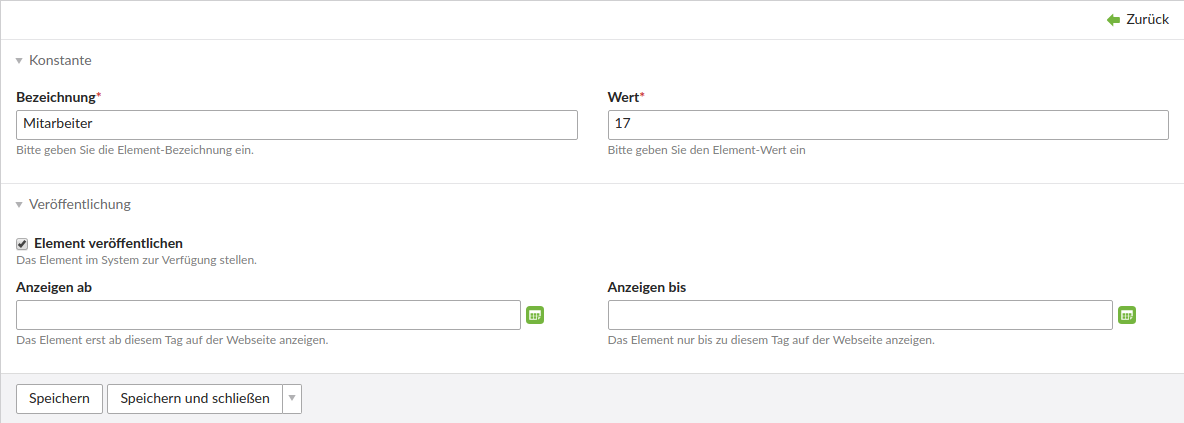 Zurück
Konstante
Bezeichnung*
Wert*
Mitarbeiter
17
Bitte geben Sie die Element-Bezeichnung ein.
Bitte geben Sie den Element-Wert ein
Veröffentlichung
Element veröffentlichen
Das Element im System zur Verfügung stellen.
Anzeigen ab
Anzeigen bis
Das Element erst ab diesem Tag auf der Webseite anzeigen.
Das Element nur bis zu diesem Tag auf der Webseite anzeigen.
Speichern
Speichern und schließen